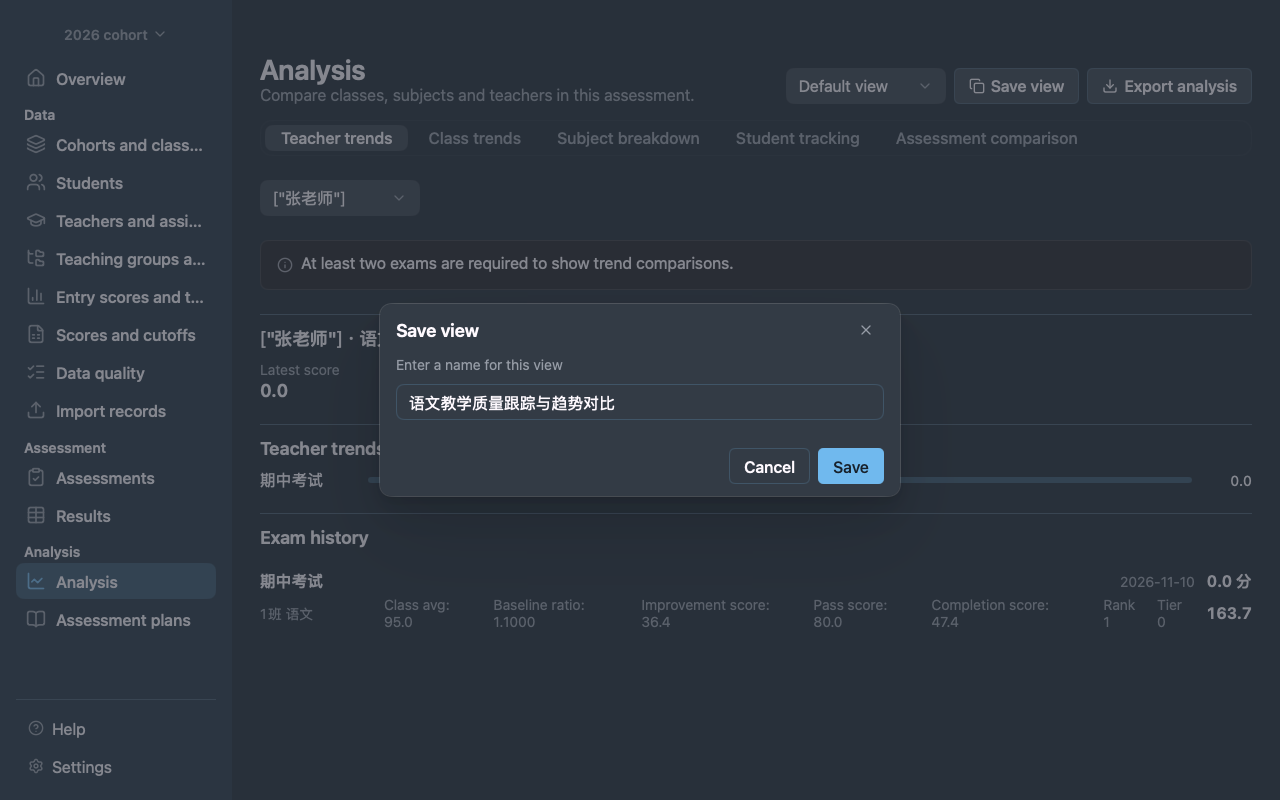 2026 cohort
Overview
Data
Cohorts and class...
Students
Teachers and assi...
Teaching groups a...
Entry scores and t...
Scores and cutoffs
Data quality
Import records
Assessment
Assessments
Results
Analysis
Analysis
Assessment plans
Help
Settings
Analysis
Compare classes, subjects and teachers in this assessment.
Default view
Save view
Export analysis
Teacher trends
Class trends
Subject breakdown
Student tracking
Assessment comparison
["张老师"]
At least two exams are required to show trend comparisons.
["张老师"] · 语
Latest score
0.0
Save view
Enter a name for this view
语文教学质量跟踪与趋势对比
Cancel
Save
Teacher trends
期中考试
0.0
Exam history
期中考试
2026-11-10 0.0 分
1班 语文
Class avg:
95.0
Baseline ratio:
1.1000
Improvement score:
36.4
Pass score:
80.0
Completion score:
47.4
Rank
1
Tier
0
163.7